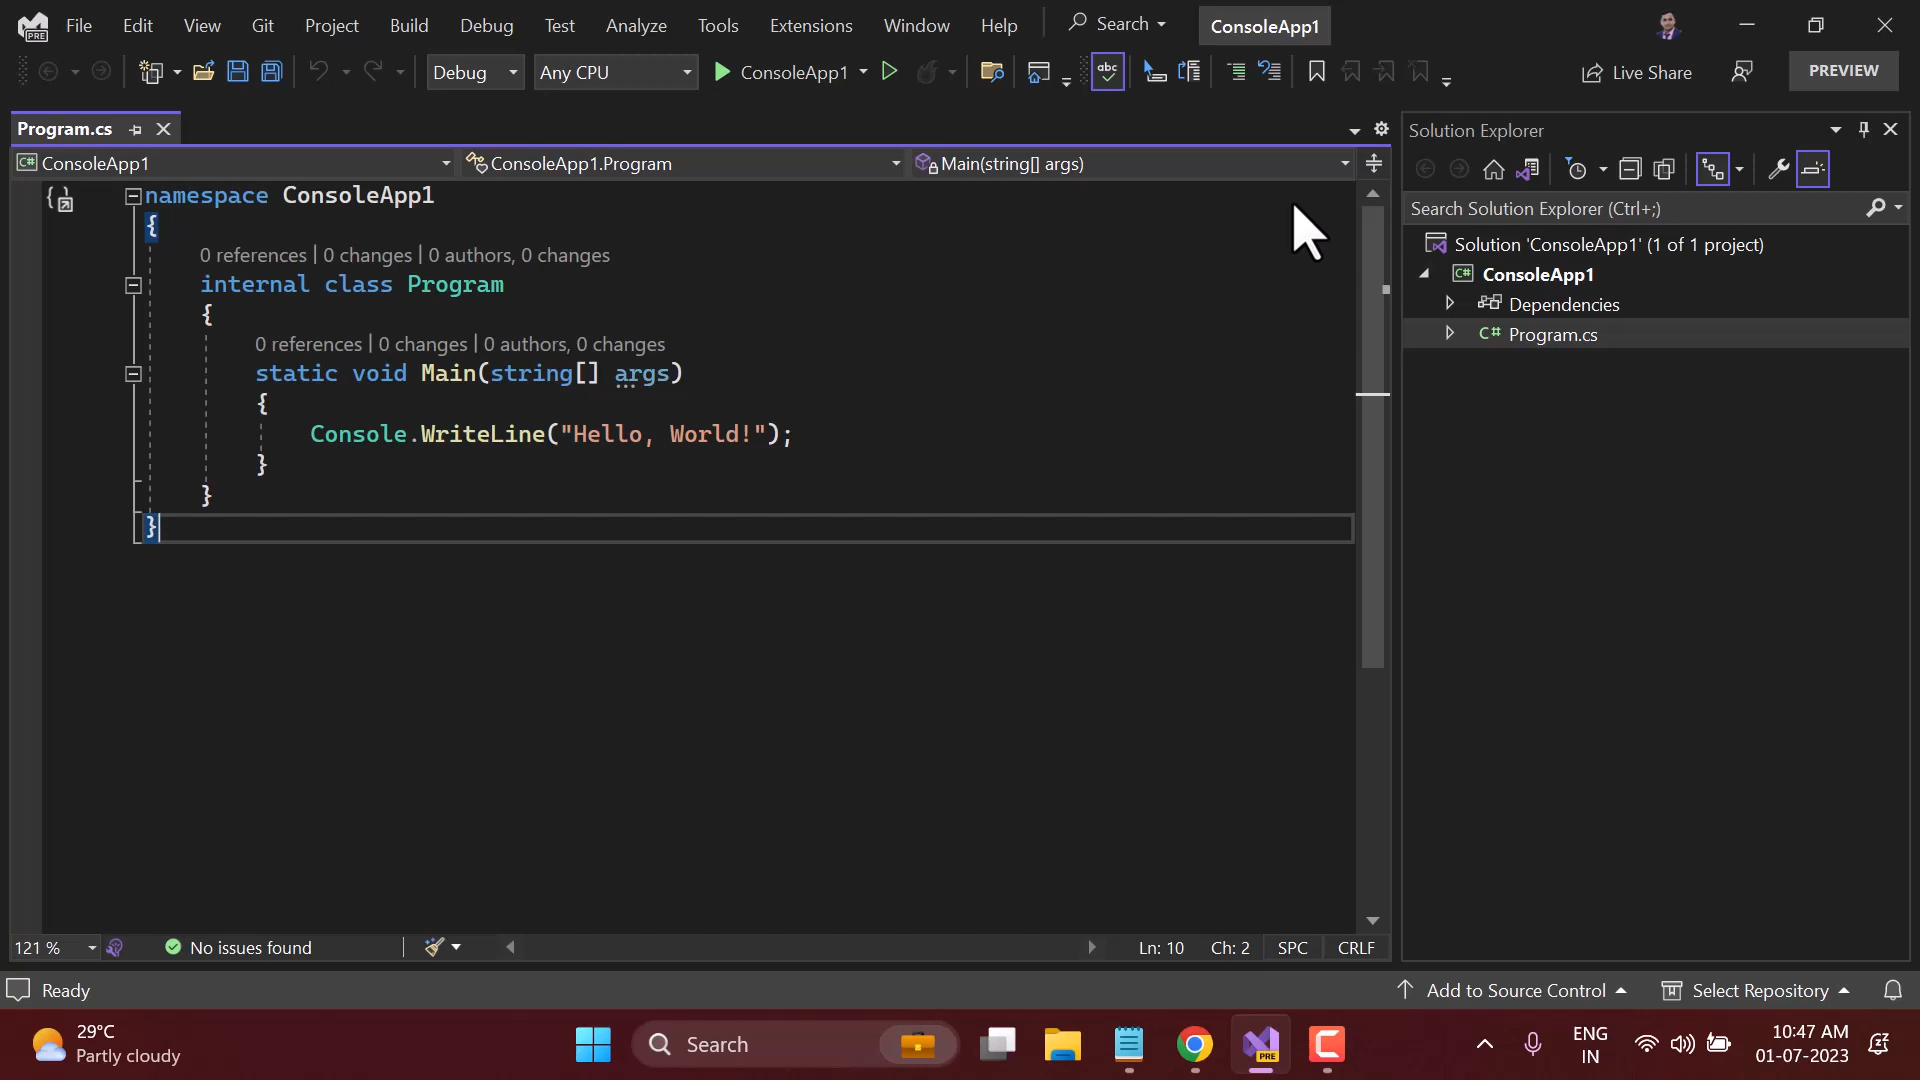 PRE File Edit View Git Project Build Debug Test Analyze Tools Extensions Window Help Search ConsoleApp1
Debug Any CPU ConsoleApp1 abc Live Share PREVIEW
Program.cs
Solution Explorer
C# ConsoleApp1 ConsoleApp1.Program Main(string[] args)
namespace ConsoleApp1
{
0 references | 0 changes | 0 authors, 0 changes
internal class Program
{
0 references | 0 changes | 0 authors, 0 changes
static void Main(string[] args)
{
Console.WriteLine("Hello, World!");
}
}
}
Search Solution Explorer (Ctrl+;)
Solution 'ConsoleApp1' (1 of 1 project)
C# ConsoleApp1
Dependencies
C# Program.cs
121 % No issues found Ln: 10 Ch: 2 SPC CRLF
Ready Add to Source Control Select Repository
29°C
Partly cloudy
Search
PRE
ENG
IN
10:47 AM
01-07-2023